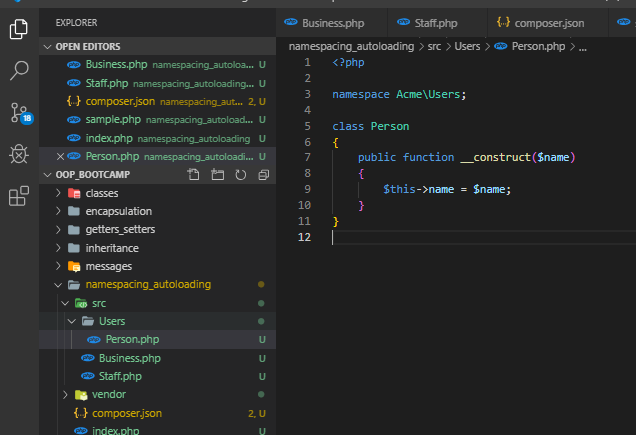 EXPLORER
OPEN EDITORS
Business.php namespacing_autoloa... U
Staff.php namespacing_autoloading... U
composer.json namespacing_aut... 2, U
sample.php namespacing_autoload... U
index.php namespacing_autoloading U
Person.php namespacing_autoloadi... U
18
OOP_BOOTCAMP
classes
encapsulation
getters_setters
inheritance
messages
namespacing_autoloading
src
Users
Person.php U
Business.php U
Staff.php U
vendor
composer.json 2, U
index.php U
Business.php Staff.php composer.json
namespacing_autoloading > src > Users > Person.php > ...
1 <?php
2
3 namespace Acme\Users;
4
5 class Person
6 {
7 public function __construct($name)
8 {
9 $this->name = $name;
10 }
11 }
12